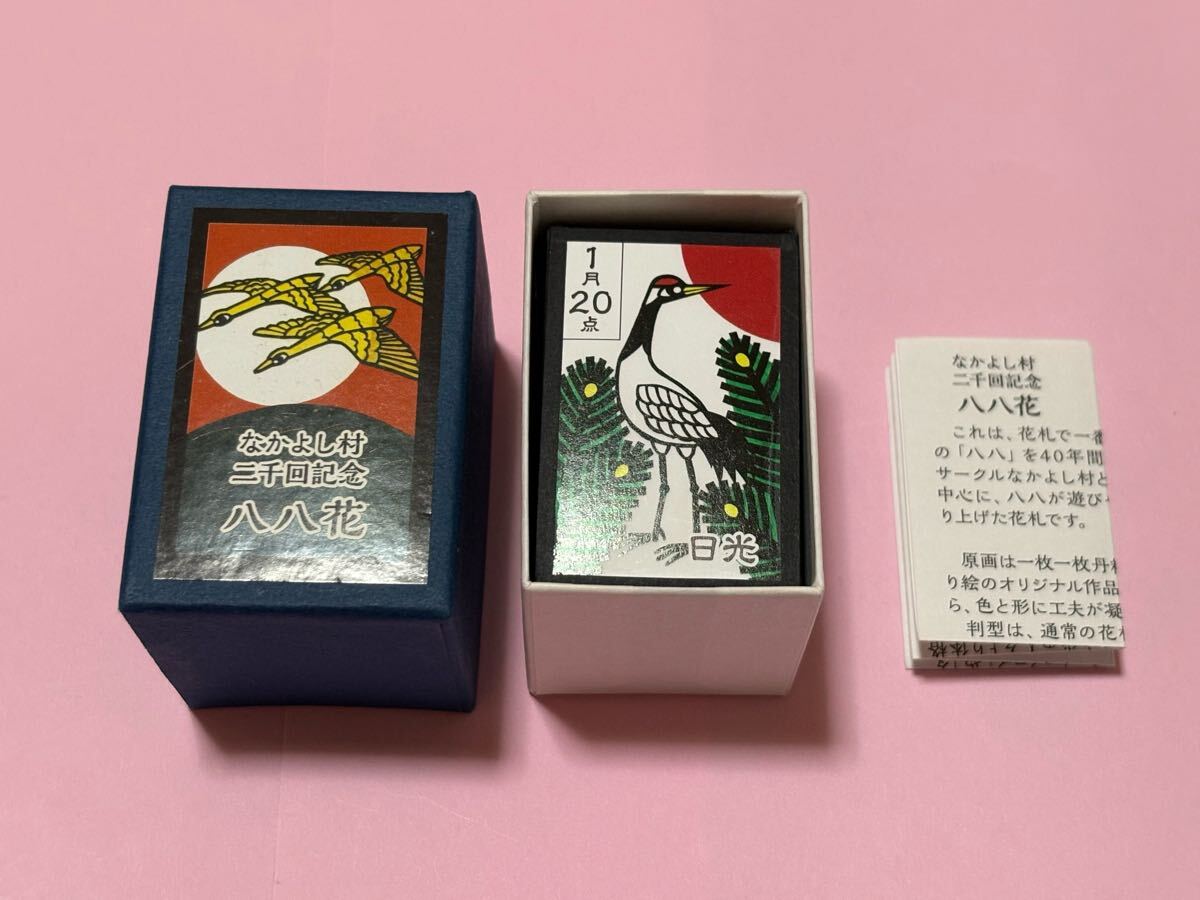 なかよし村
二千回記念
八八花
1
月
20
点
日光
なかよし村
二千回記念
八八花
これは、花札で一番
の「八八」を40年間
サークルなかよし村と
中心に、八八が遊びや
り上げた花札です。
原画は一枚一枚丹
り絵のオリジナル作品
ら、色と形に工夫が凝
判型は、通常の花